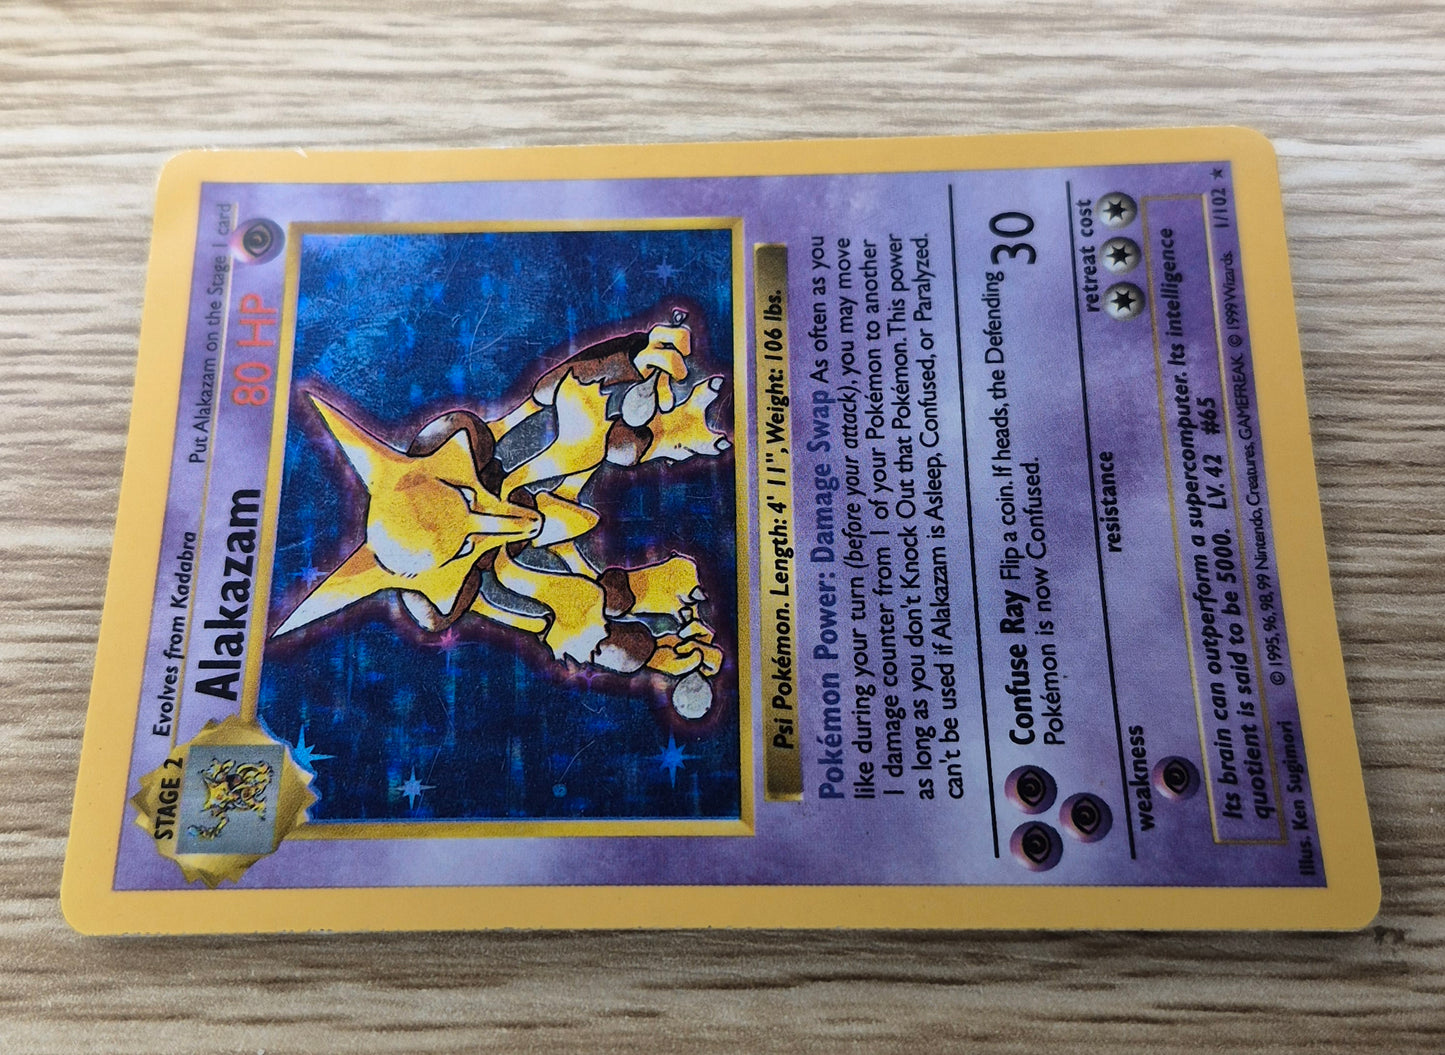 Evolves from Kadabra
Put Alakazam on the Stage 1 card
STAGE 2
Alakazam
80 HP
Psi Pokémon. Length: 4' 11", Weight: 106 lbs.
Pokémon Power: Damage Swap As often as you
like during your turn (before your attack), you may move
1 damage counter from 1 of your Pokémon to another
as long as you don't Knock Out that Pokémon. This power
can't be used if Alakazam is Asleep, Confused, or Paralyzed.
Confuse Ray Flip a coin. If heads, the Defending
Pokémon is now Confused.
30
weakness
resistance
retreat cost
Its brain can outperform a supercomputer. Its intelligence
quotient is said to be 5000. LV. 42 #65
Illus. Ken Sugimori
© 1995, 96, 98, 99 Nintendo, Creatures, GAMEFREAK. © 1999 Wizards.
1/102 ★